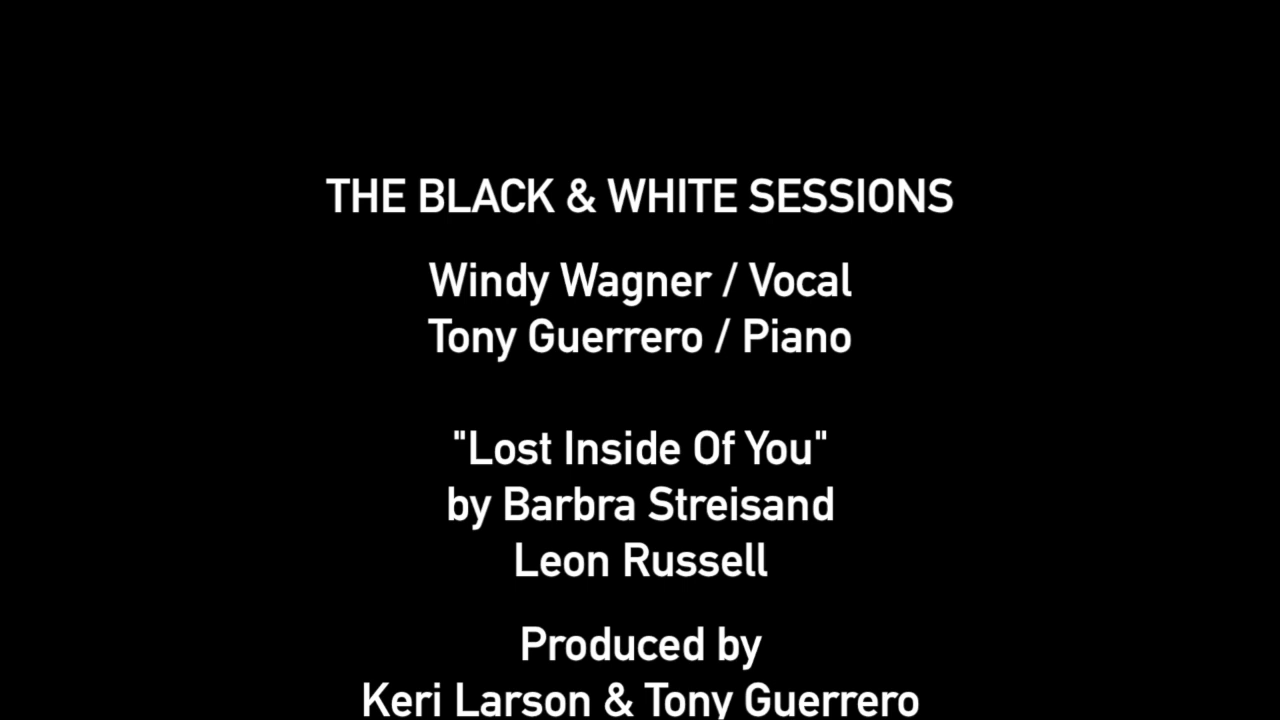 THE BLACK & WHITE SESSIONS
Windy Wagner / Vocal
Tony Guerrero / Piano
"Lost Inside Of You"
by Barbra Streisand
Leon Russell
Produced by
Keri Larson & Tony Guerrero